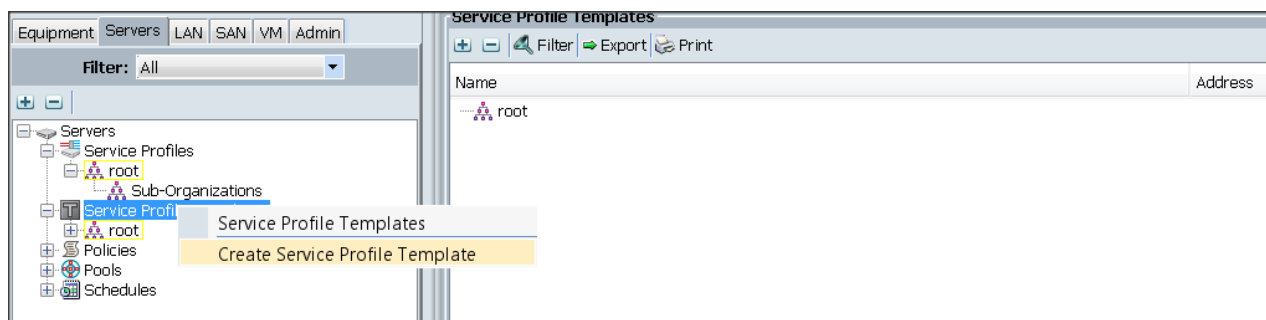 Equipment Servers LAN SAN VM Admin
Filter: All
Servers
Service Profiles
root
Sub-Organizations
Service Profil
root
Policies
Pools
Schedules
Service Profile Templates
Create Service Profile Template
Service Profile Templates
Filter Export Print
Name Address
root